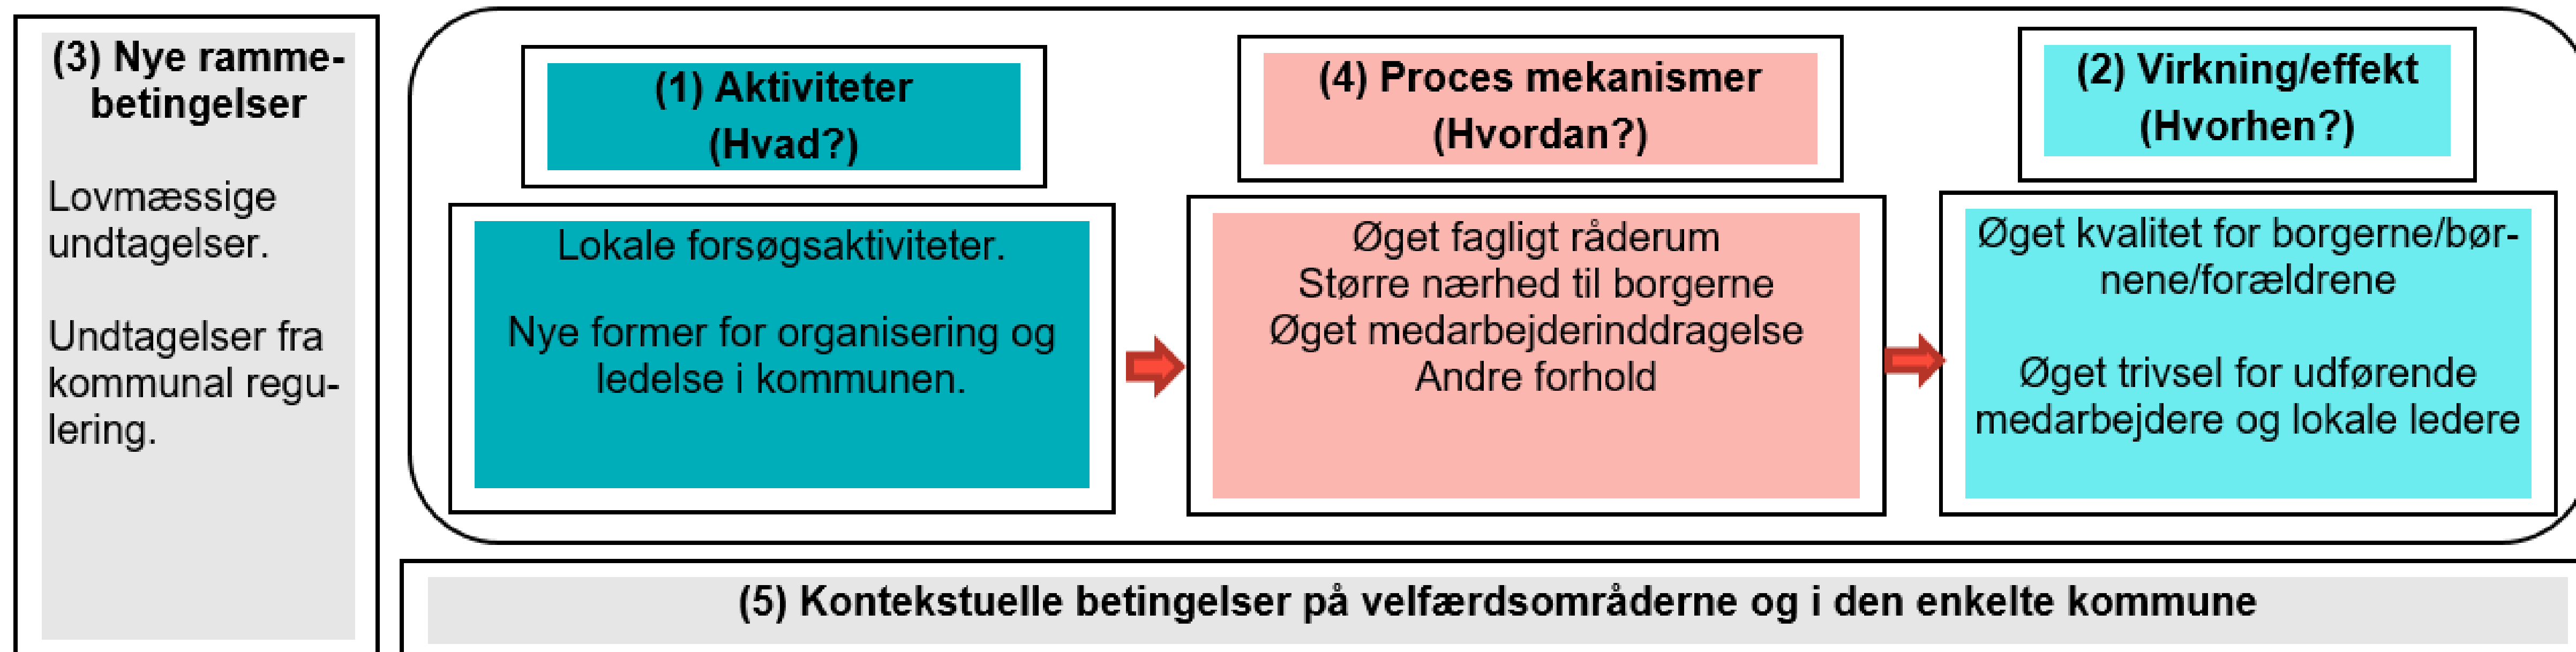 (3) Nye ramme-
betingelser
Lovmæssige
undtagelser.
Undtagelser fra
kommunal regu-
lering.
(1) Aktiviteter
(Hvad?)
Lokale forsøgsaktiviteter.
Nye former for organisering og
ledelse i kommunen.
(4) Proces mekanismer
(Hvordan?)
Øget fagligt råderum
Større nærhed til borgerne
Øget medarbejderinddragelse
Andre forhold
(2) Virkning/effekt
(Hvorhen?)
Øget kvalitet for borgerne/bør-
nene/forældrene
Øget trivsel for udførende
medarbejdere og lokale ledere
(5) Kontekstuelle betingelser på velfærdsområderne og i den enkelte kommune